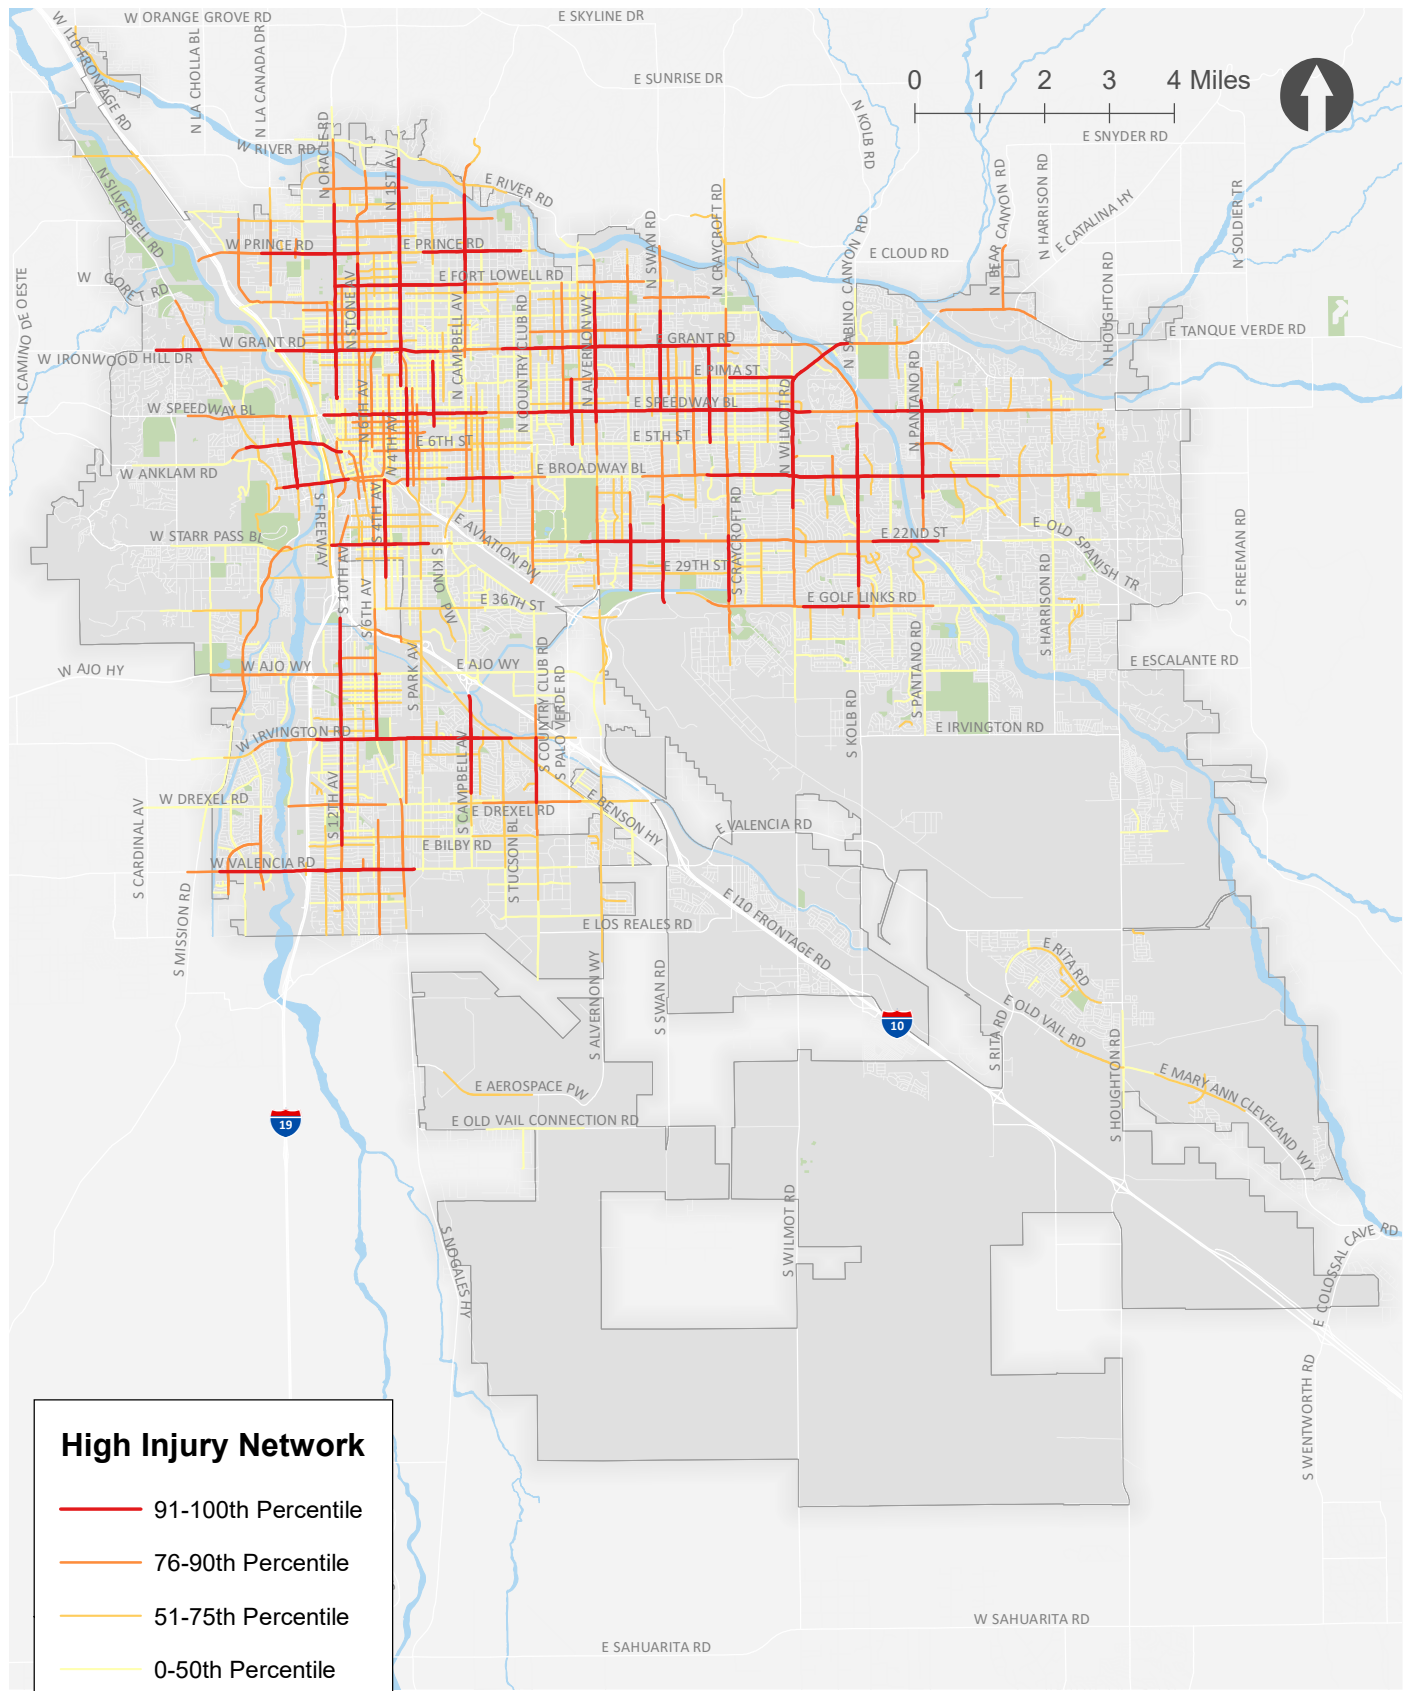 W ORANGE GROVE RD
E SKYLINE DR
W I10 FRONTAGE RD
N LA CHOLLA BL
N LA CANADA DR
E SUNRISE DR
0 1 2 3 4 Miles
N KOLB RD
E SNYDER RD
N ORACLE RD
W RIVER RD
N 1ST AV
E RIVER RD
N SILVERBELL RD
N SWAN RD
N CRAYCROFT RD
N SABINO CANYON RD
N BEAR CANYON RD
N HARRISON RD
E CATALINA HY
N SOLDIER TR
W PRINCE RD
E PRINCE RD
E CLOUD RD
N HOUGHTON RD
N CAMINO DE OESTE
W GORET RD
E FORT LOWELL RD
N STONE AV
N CAMPBELL AV
N COUNTRY CLUB RD
N ALVERNON WY
E TANQUE VERDE RD
W GRANT RD
E GRANT RD
W IRONWOOD HILL DR
E PIMA ST
N PANTANO RD
N 6TH AV
N WILMOT RD
W SPEEDWAY BL
E SPEEDWAY BL
N 4TH AV
E 6TH ST
E 5TH ST
W ANKLAM RD
E BROADWAY BL
S FREEWAY
S 4TH AV
S CRAYCROFT RD
E AVIATION PW
E 22ND ST
E OLD SPANISH TR
S FREEMAN RD
W STARR PASS BL
S 10TH AV
S KINO PW
E 29TH ST
S HARRISON RD
S 6TH AV
E 36TH ST
E GOLF LINKS RD
W AJO HY
W AJO WY
S PARK AV
E AJO WY
S COUNTRY CLUB RD
S PALO VERDE RD
S PANTANO RD
E ESCALANTE RD
S KOLB RD
W IRVINGTON RD
E IRVINGTON RD
S CAMPBELL AV
S 12TH AV
W DREXEL RD
E DREXEL RD
E BENSON HY
S CARDINAL AV
E VALENCIA RD
S TUCSON BL
E BILBY RD
W VALENCIA RD
S MISSION RD
E I10 FRONTAGE RD
E LOS REALES RD
E RITA RD
S ALVERNON WY
S SWAN RD
10
E OLD VAIL RD
S RITA RD
S HOUGHTON RD
E MARY ANN CLEVELAND WY
E AEROSPACE PW
19
E OLD VAIL CONNECTION RD
S WILMOT RD
S NOGALES HY
E COLOSSAL CAVE RD
S WENTWORTH RD
High Injury Network
91-100th Percentile
76-90th Percentile
51-75th Percentile
0-50th Percentile
W SAHUARITA RD
E SAHUARITA RD